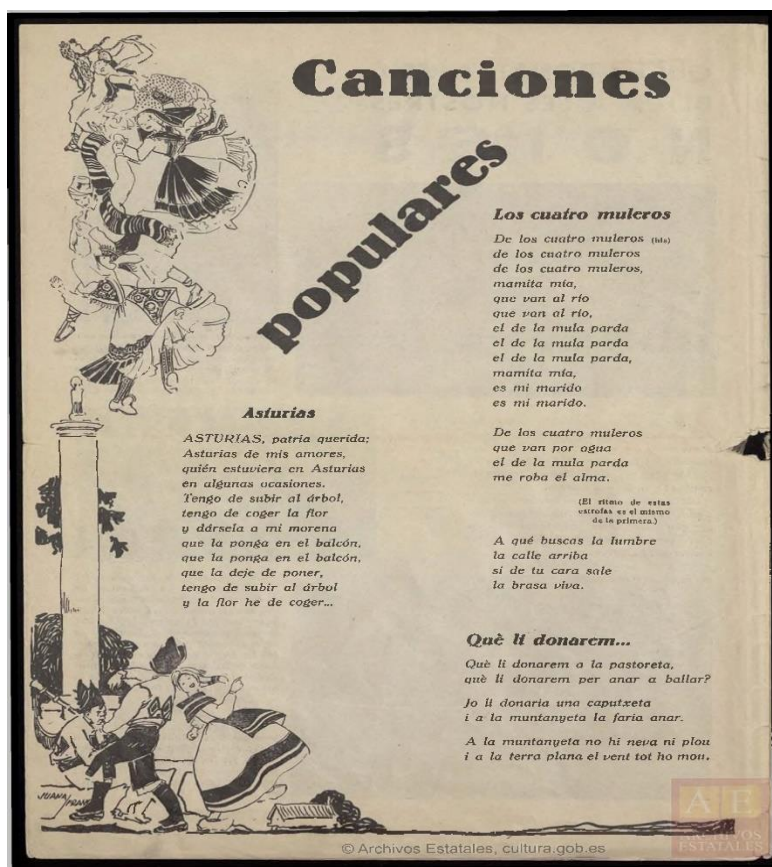 Canciones
populares
Asturias
ASTURIAS, patria querida;
Asturias de mis amores,
quién estuviera en Asturias
en algunas ocasiones.
Tengo de subir al árbol,
tengo de coger la flor
y dársela a mi morena
que la ponga en el balcón,
que la ponga en el balcón,
que la deje de poner,
tengo de subir al árbol
y la flor he de coger...
Los cuatro muleros
De los cuatro muleros (bis)
de los cuatro muleros
de los cuatro muleros,
mamita mía,
que van al río
que van al río,
el de la mula parda
el de la mula parda
el de la mula parda,
mamita mía,
es mi marido
es mi marido.
De los cuatro muleros
que van por agua
el de la mula parda
me roba el alma.
(El ritmo de estas
estrofas es el mismo
de la primera.)
A qué buscas la lumbre
la calle arriba
si de tu cara sale
la brasa viva.
Què li donarem...
Què li donarem a la pastoreta,
què li donarem per anar a ballar?
Jo li donaria una caputxeta
i a la muntanyeta la faria anar.
A la muntanyeta no hi neva ni plou
i a la terra plana el vent tot ho mou.
JUANA
AE
ARCHIVOS
ESTATALES
© Archivos Estatales, cultura.gob.es